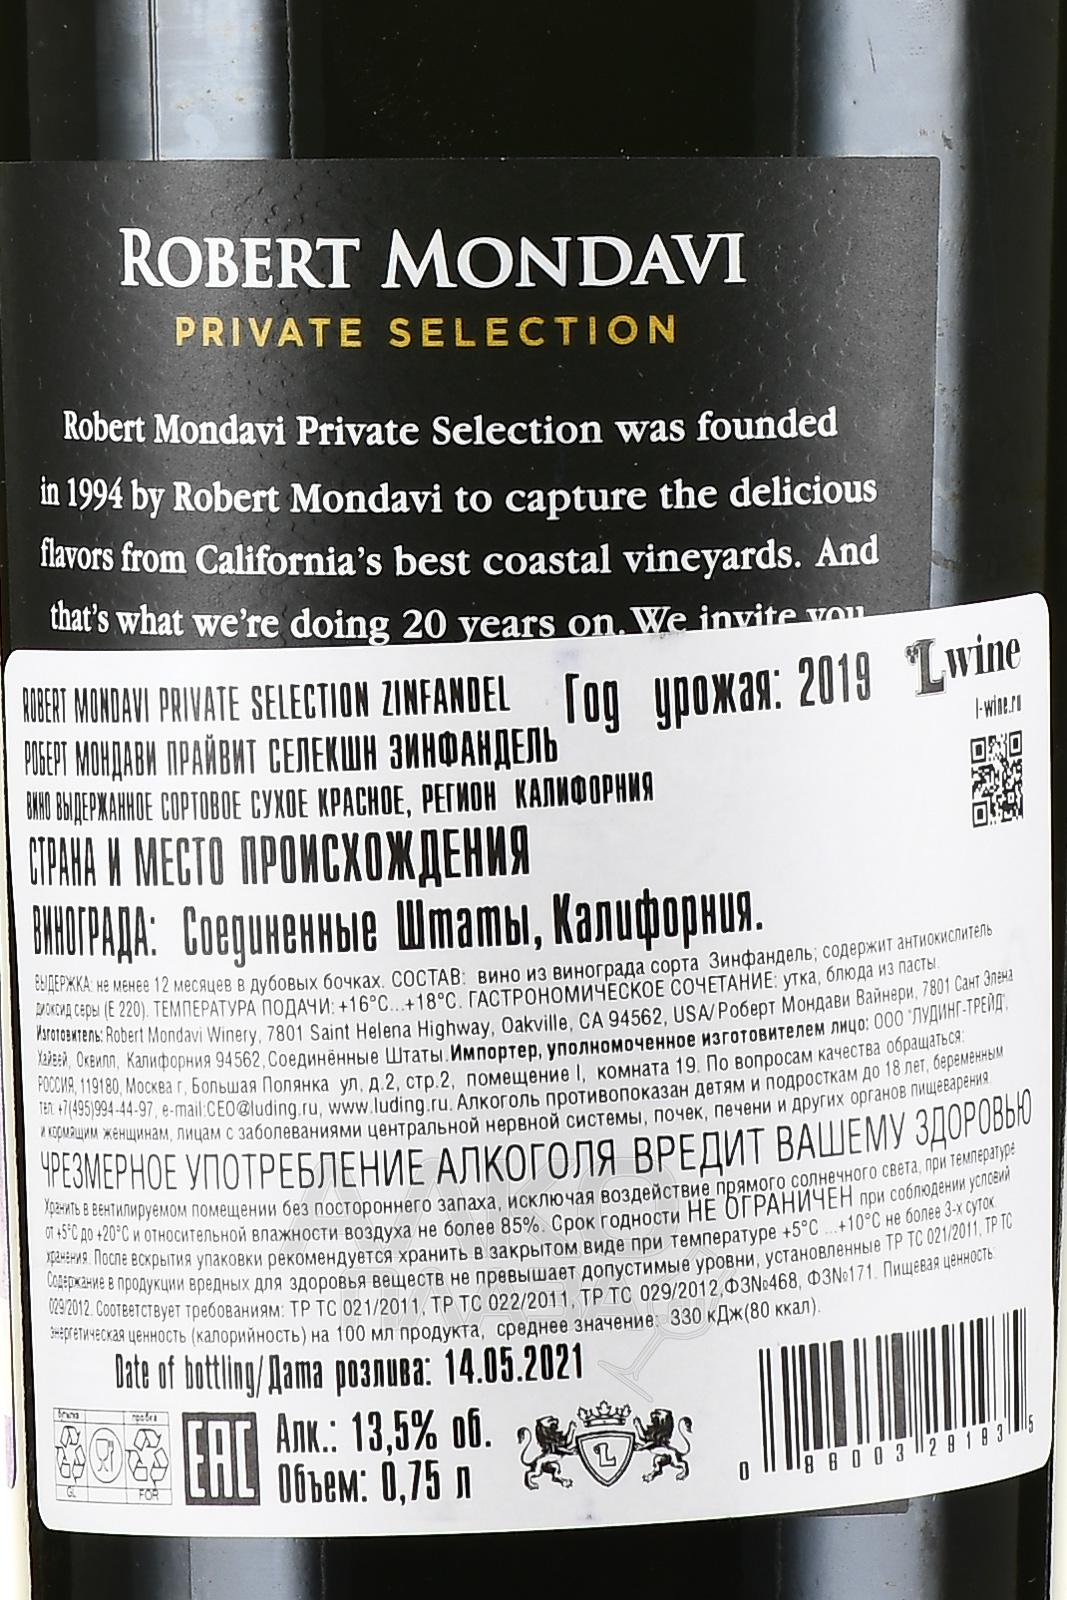 ROBERT MONDAVI
PRIVATE SELECTION
Robert Mondavi Private Selection was founded
in 1994 by Robert Mondavi to capture the delicious
flavors from California's best coastal vineyards. And
that's what we're doing 20 years on. We invite you
Lwine
l-wine.ru
ROBERT MONDAVI PRIVATE SELECTION ZINFANDEL Год урожая: 2019
РОБЕРТ МОНДАВИ ПРАЙВИТ СЕЛЕКШН ЗИНФАНДЕЛЬ
ВИНО ВЫДЕРЖАННОЕ СОРТОВОЕ СУХОЕ КРАСНОЕ, РЕГИОН КАЛИФОРНИЯ
СТРАНА И МЕСТО ПРОИСХОЖДЕНИЯ
ВИНОГРАДА: Соединенные Штаты, Калифорния.
ВЫДЕРЖКА: не менее 12 месяцев в дубовых бочках. СОСТАВ: вино из винограда сорта Зинфандель; содержит антиокислитель
диоксид серы (Е 220). ТЕМПЕРАТУРА ПОДАЧИ: +16°С...+18°С. ГАСТРОНОМИЧЕСКОЕ СОЧЕТАНИЕ: утка, блюда из пасты.
Изготовитель: Robert Mondavi Winery, 7801 Saint Helena Highway, Oakville, CA 94562, USA/ Роберт Мондави Вайнери, 7801 Сант Элена
Хайвей, Оквилл, Калифорния 94562, Соединённые Штаты. Импортер, уполномоченное изготовителем лицо: ООО "ЛУДИНГ-ТРЕЙД",
РОССИЯ, 119180, Москва г, Большая Полянка ул, д.2, стр.2, помещение I, комната 19. По вопросам качества обращаться:
тел: +7(495)994-44-97, e-mail:CEO@luding.ru, www.luding.ru. Алкоголь противопоказан детям и подросткам до 18 лет, беременным
и кормящим женщинам, лицам с заболеваниями центральной нервной системы, почек, печени и других органов пищеварения.
ЧРЕЗМЕРНОЕ УПОТРЕБЛЕНИЕ АЛКОГОЛЯ ВРЕДИТ ВАШЕМУ ЗДОРОВЬЮ
Хранить в вентилируемом помещении без постороннего запаха, исключая воздействие прямого солнечного света, при температуре
от +5°С до +20°С и относительной влажности воздуха не более 85%. Срок годности НЕ ОГРАНИЧЕН при соблюдении условий
хранения. После вскрытия упаковки рекомендуется хранить в закрытом виде при температуре +5°С ...+10°С не более 3-х суток.
Содержание в продукции вредных для здоровья веществ не превышает допустимые уровни, установленные ТР ТС 021/2011, ТР ТС
029/2012. Соответствует требованиям: ТР ТС 021/2011, ТР ТС 022/2011, ТР ТС 029/2012,ФЗ№468, ФЗ№171. Пищевая ценность:
энергетическая ценность (калорийность) на 100 мл продукта, среднее значение: 330 кДж(80 ккал).
Date of bottling/Дата розлива: 14.05.2021
бутылка пробка
GL FOR
EAC
Алк.: 13,5% об.
Объем: 0,75 л
L
0 86003 29183 5